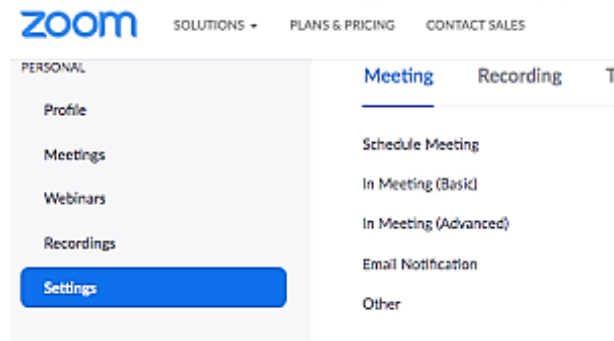 zoom
SOLUTIONS PLANS & PRICING CONTACT SALES
PERSONAL
Profile
Meetings
Webinars
Recordings
Settings
Meeting Recording T
Schedule Meeting
In Meeting (Basic)
In Meeting (Advanced)
Email Notification
Other